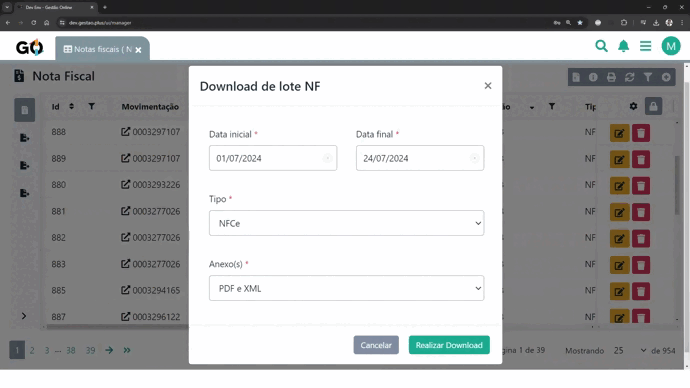 Dev Env - Gestão Online
dev.gestao.plus/ui/manager
GO
Notas fiscais ( N
M
Nota Fiscal
Download de lote NF
Id
Movimentação
ão
Tip
Data inicial *
Data final *
01/07/2024
24/07/2024
Tipo *
NFCe
Anexo(s) *
PDF e XML
Cancelar
Realizar Download
888
0003297107
NF
889
0003297107
NF
880
0003293226
NF
881
0003277026
NF
882
0003277026
NF
883
0003277026
NF
885
0003294165
NF
887
0003296122
NF
1
2
3
...
38
39
gina 1 de 39
Mostrando
25
de 954